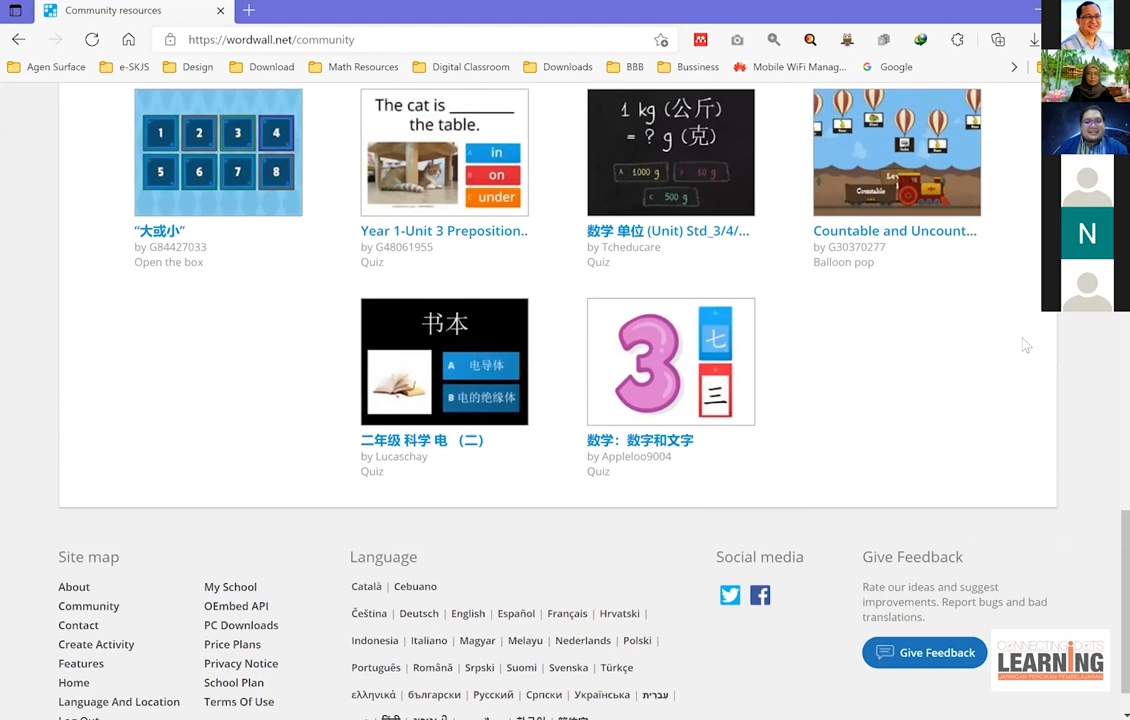 Community resources
https://wordwall.net/community
Agen Surface
e-SKJS
Design
Download
Math Resources
Digital Classroom
Downloads
BBB
Bussiness
Mobile WiFi Manag...
Google
1 2 3 4
5 6 7 8
"大或小"
by G84427033
Open the box
The cat is ________
the table.
A in
B on
C under
Year 1-Unit 3 Preposition..
by G48061955
Quiz
1 kg (公斤)
= ? g (克)
A 1000 g
B 10 g
C 500 g
数学 单位 (Unit) Std_3/4/...
by Tcheducare
Quiz
Countable
Countable and Uncount...
by G30370277
Balloon pop
N
书本
A 电导体
B 电的绝缘体
二年级 科学 电 （二）
by Lucaschay
Quiz
3
七
三
数学：数字和文字
by Appleloo9004
Quiz
Site map
About
Community
Contact
Create Activity
Features
Home
Language And Location
Log Out
My School
OEmbed API
PC Downloads
Price Plans
Privacy Notice
School Plan
Terms Of Use
Language
Català | Cebuano
Čeština | Deutsch | English | Español | Français | Hrvatski |
Indonesia | Italiano | Magyar | Melayu | Nederlands | Polski |
Português | Română | Srpski | Suomi | Svenska | Türkçe
ελληνικά | български | Русский | Српски | Українська | עברית |
Social media
Give Feedback
Rate our ideas and suggest
improvements. Report bugs and bad
translations.
Give Feedback
CONNECTING DOTS
LEARNING
JARINGAN PERCIKAN PEMBELAJARAN